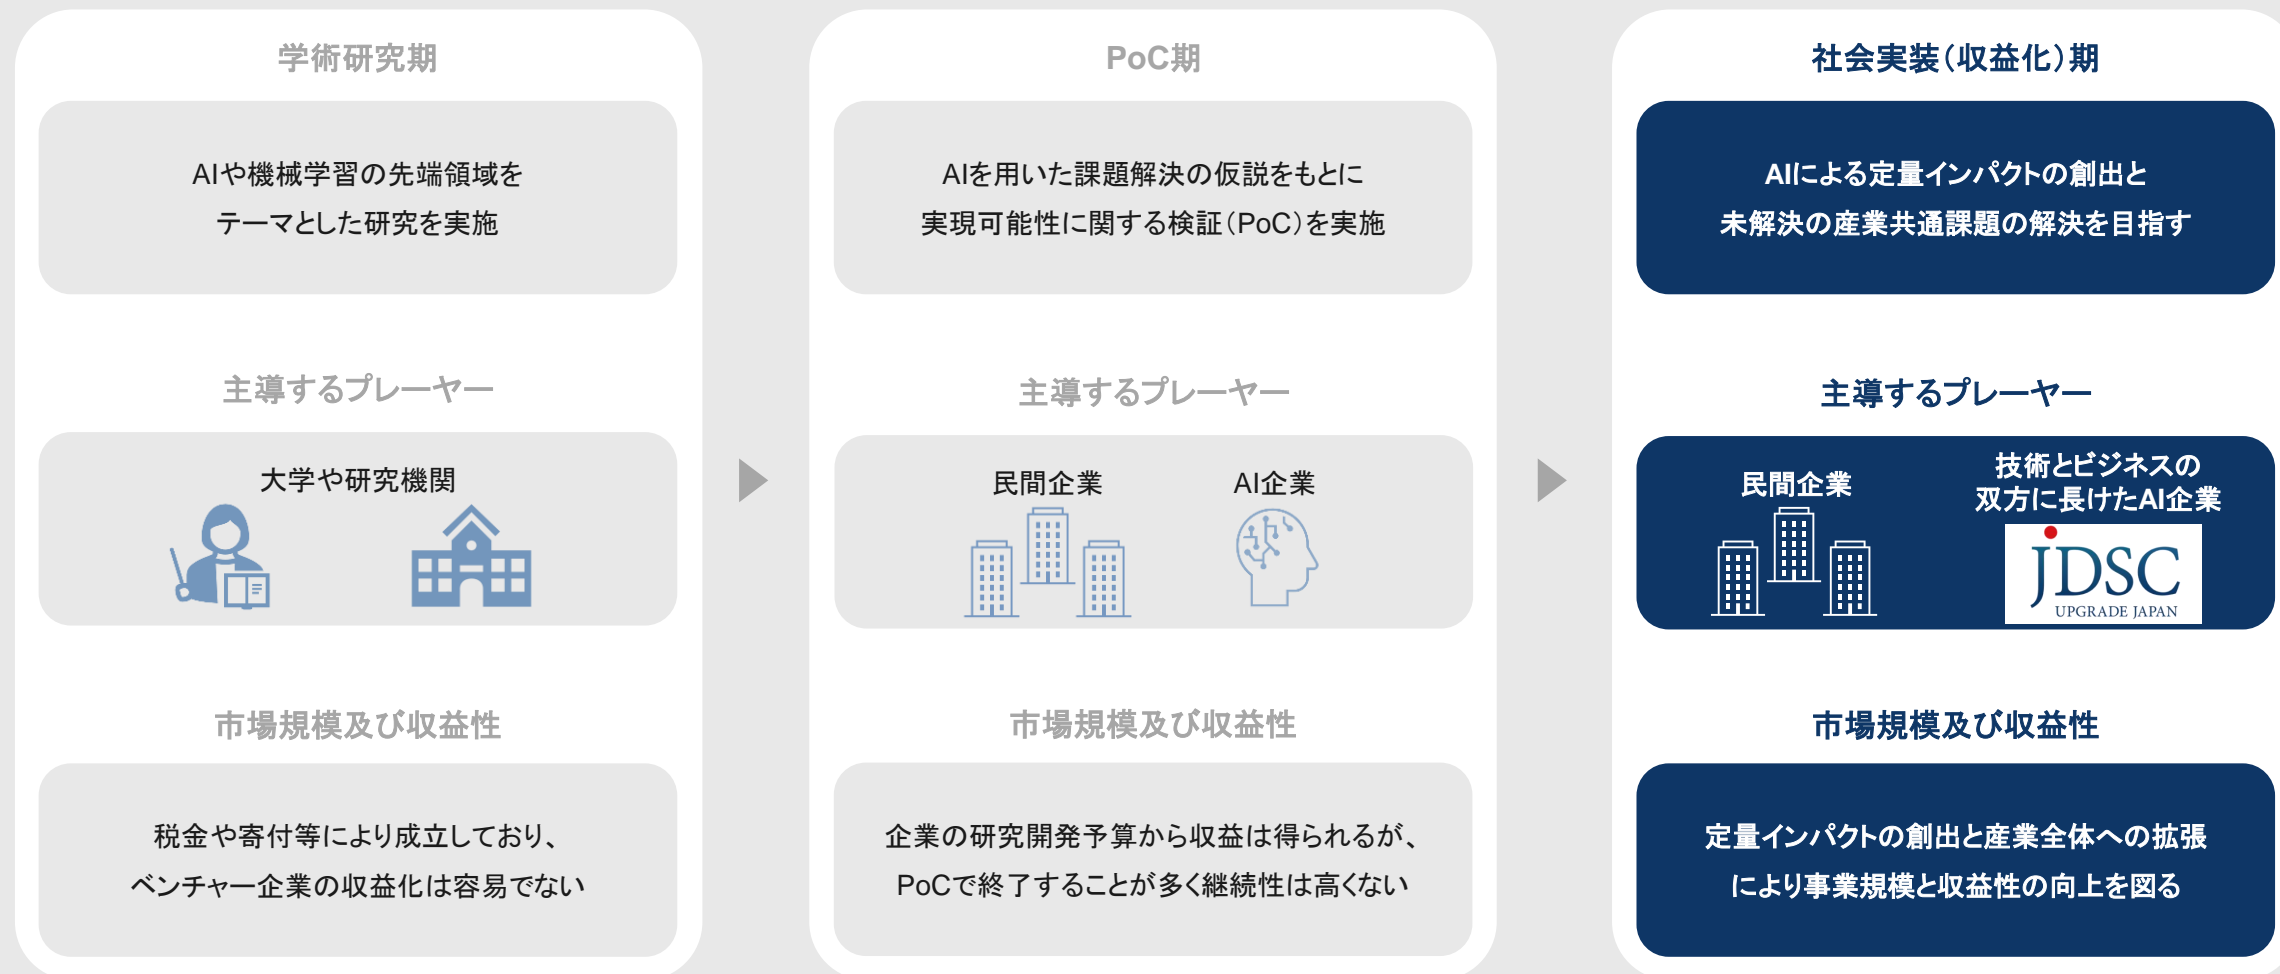 学術研究期
AIや機械学習の先端領域を
テーマとした研究を実施
主導するプレーヤー
大学や研究機関
市場規模及び収益性
税金や寄付等により成立しており、
ベンチャー企業の収益化は容易でない
PoC期
AIを用いた課題解決の仮説をもとに
実現可能性に関する検証(PoC)を実施
主導するプレーヤー
民間企業
AI企業
市場規模及び収益性
企業の研究開発予算から収益は得られるが、
PoCで終了することが多く継続性は高くない
社会実装(収益化)期
AIによる定量インパクトの創出と
未解決の産業共通課題の解決を目指す
主導するプレーヤー
民間企業
技術とビジネスの
双方に長けたAI企業
JDSC
UPGRADE JAPAN
市場規模及び収益性
定量インパクトの創出と産業全体への拡張
により事業規模と収益性の向上を図る